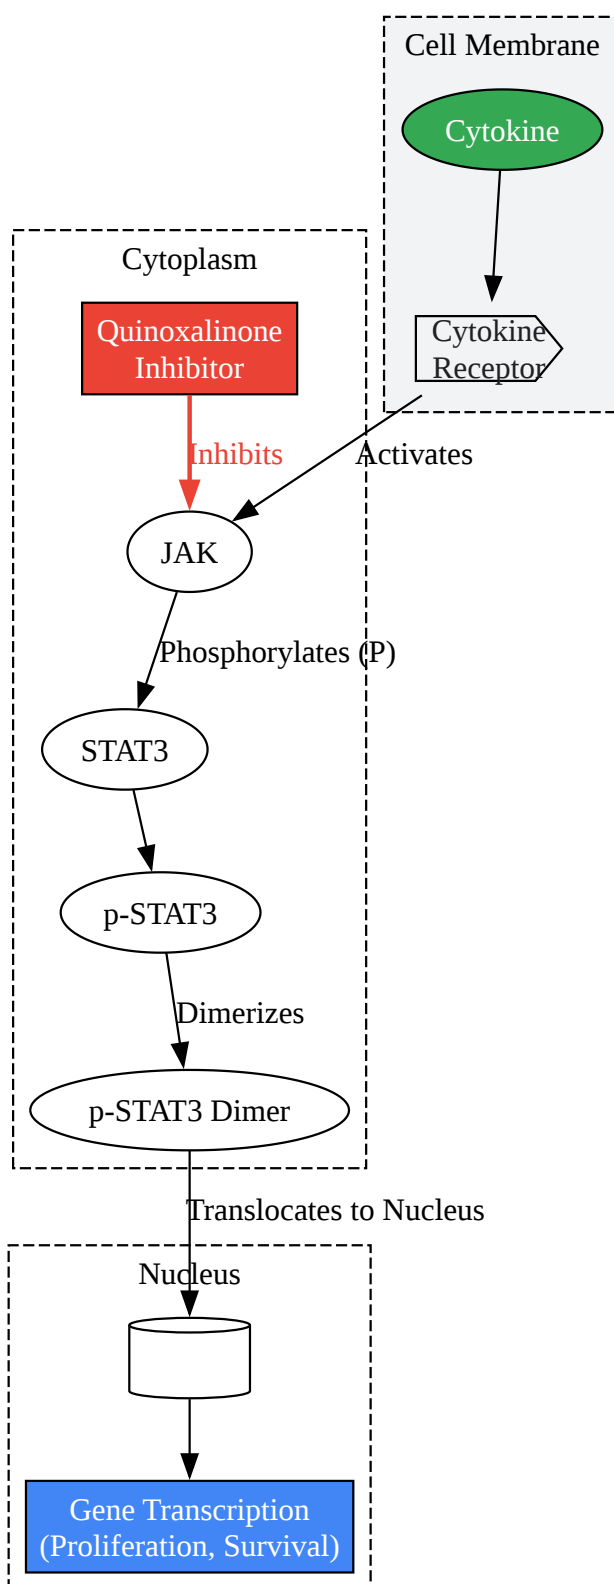 Cell Membrane
Cytokine
Cytokine
Receptor
Cytoplasm
Quinoxalinone
Inhibitor
Inhibits
Activates
JAK
Phosphorylates (P)
STAT3
p-STAT3
Dimerizes
p-STAT3 Dimer
Translocates to Nucleus
Nucleus
Gene Transcription
(Proliferation, Survival)